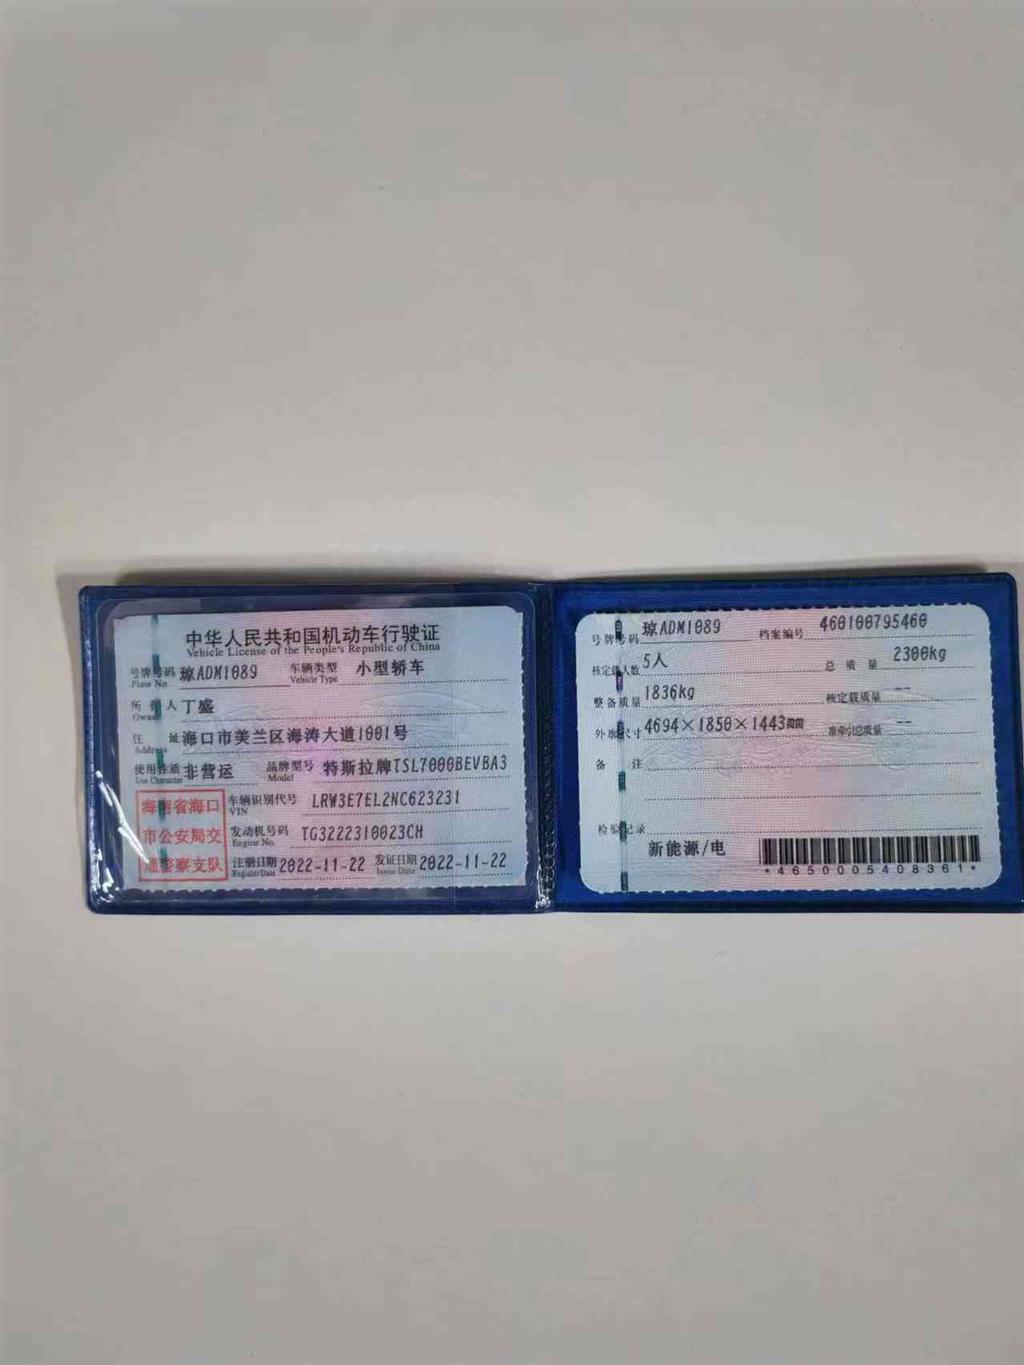 中华人民共和国机动车行驶证
Vehicle License of the People's Republic of China
号牌号码 琼ADM1089 车辆类型 小型轿车
Plate No. Vehicle Type
所有人 丁盛
Owner
住 址 海口市美兰区海涛大道1001号
Address
使用性质 非营运 品牌型号 特斯拉牌TSL7000BEVBA3
Use Character Model
海南省海口
市公安局交
通警察支队
车辆识别代号 LRW3E7EL2NC623231
VIN
发动机号码 TG3222310023CH
Engine No.
注册日期 2022-11-22 发证日期 2022-11-22
Register Date Issue Date
号牌号码 琼ADM1089 档案编号 460100795460
核定载人数 5人 总 质 量 2300kg
整备质量 1836kg 核定载质量 --
外廓尺寸 4694×1850×1443mm 准牵引总质量 --
备 注
检验记录
新能源/电
*4650005408361*